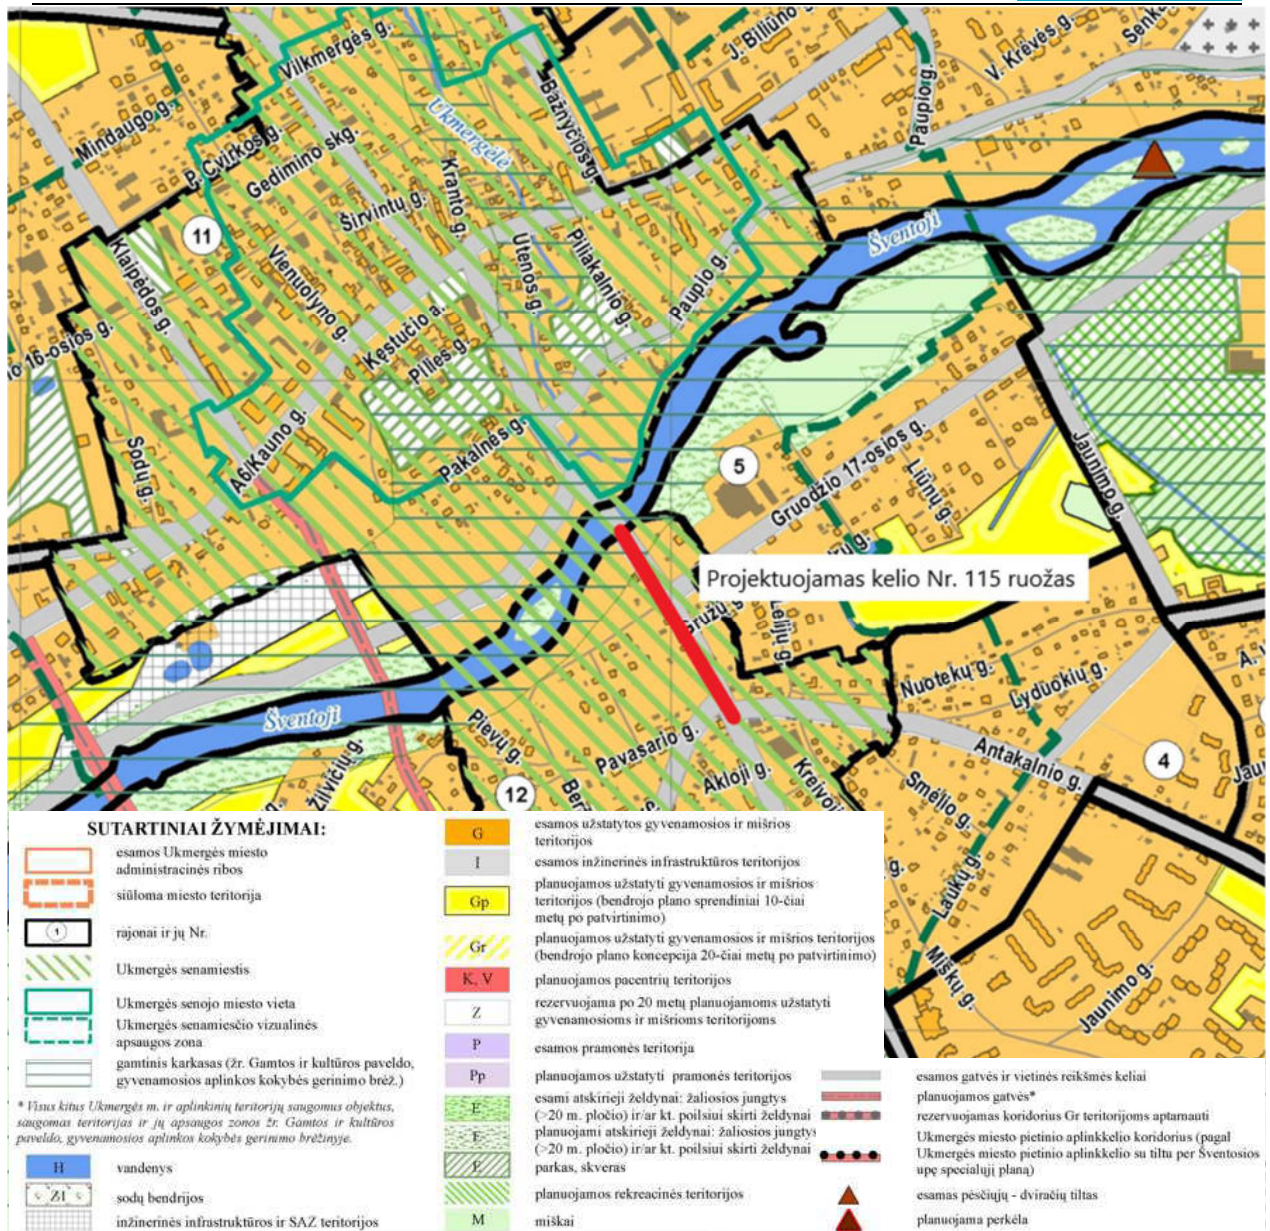 Vilkmergės g.
J. Biliūno g.
V. Krėvės g.
Mindaugo g.
P. Cvirkos g.
Gedimino skg.
Ukmergėlė
Bažnyčios g.
Paupio g.
Kranto g.
Širvintų g.
11
Klaipėdos g.
Vienuolyno g.
Utenos g.
Piliakalnio g.
Paupio g.
Šventoji
Kęstučio a.
Pilies g.
o 16-osios g.
Sodų g.
A6/Kauno g.
Pakalnės g.
5
Gruodžio 17-osios g.
Liūnų g.
Jaunimo g.
Projektuojamas kelio Nr. 115 ruožas
Gružų g.
Lelijų g.
Nuotekų g.
Lyduokių g.
Šventoji
Pievų g.
Pavasario g.
Akloji g.
Antakalnio g.
4
Žilvičių g.
12
Smėlio g.
Laukų g.
Miškų g.
Jaunimo g.
SUTARTINIAI ŽYMĖJIMAI:
esamos Ukmergės miesto
administracinės ribos
siūloma miesto teritorija
1 rajonai ir jų Nr.
Ukmergės senamiestis
Ukmergės senojo miesto vieta
Ukmergės senamiesčio vizualinės
apsaugos zona
gamtinis karkasas (žr. Gamtos ir kultūros paveldo,
gyvenamosios aplinkos kokybės gerinimo brėž.)
* Visus kitus Ukmergės m. ir aplinkinių teritorijų saugomus objektus,
saugomas teritorijas ir jų apsaugos zonos žr. Gamtos ir kultūros
paveldo, gyvenamosios aplinkos kokybės gerinimo brėžinyje.
H vandenys
ZI sodų bendrijos
inžinerinės infrastruktūros ir SAZ teritorijos
G esamos užstatytos gyvenamosios ir mišrios
teritorijos
I esamos inžinerinės infrastruktūros teritorijos
Gp planuojamos užstatyti gyvenamosios ir mišrios
teritorijos (bendrojo plano sprendiniai 10-čiai
metų po patvirtinimo)
Gr planuojamos užstatyti gyvenamosios ir mišrios teritorijos
(bendrojo plano koncepcija 20-čiai metų po patvirtinimo)
K, V planuojamos pacentrių teritorijos
Z rezervuojama po 20 metų planuojamoms užstatyti
gyvenamosioms ir mišrioms teritorijoms
P esamos pramonės teritorija
Pp planuojamos užstatyti pramonės teritorijos
E esami atskirieji želdynai: žaliosios jungtys
(>20 m. pločio) ir/ar kt. poilsiui skirti želdynai
E planuojami atskirieji želdynai: žaliosios jungtys
(>20 m. pločio) ir/ar kt. poilsiui skirti želdynai
E parkas, skveras
planuojamos rekreacinės teritorijos
M miškai
esamos gatvės ir vietinės reikšmės keliai
planuojamos gatvės*
rezervuojamas koridorius Gr teritorijoms aptarnauti
Ukmergės miesto pietinio aplinkkelio koridorius (pagal
Ukmergės miesto pietinio aplinkkelio su tiltu per Šventosios
upę specialųjį planą)
esamas pėsčiųjų - dviračių tiltas
planuojama perkėla